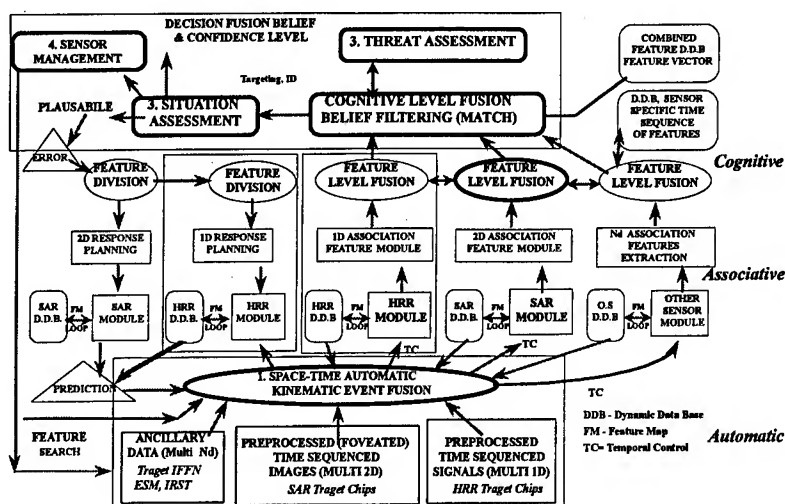 DECISION FUSION BELIEF
& CONFIDENCE LEVEL
4. SENSOR
MANAGEMENT
3. THREAT ASSESSMENT
COMBINED
FEATURE D.D.B
FEATURE VECTOR
Targeting, ID
PLAUSABILE
3. SITUATION
ASSESSMENT
COGNITIVE LEVEL FUSION
BELIEF FILTERING (MATCH)
D.D.B, SENSOR
SPECIFIC TIME
SEQUENCE
OF FEATURES
ERROR
Cognitive
FEATURE
DIVISION
FEATURE
DIVISION
FEATURE
LEVEL FUSION
FEATURE
LEVEL FUSION
FEATURE
LEVEL FUSION
2D RESPONSE
PLANNING
1D RESPONSE
PLANNING
1D ASSOCIATION
FEATURE MODULE
2D ASSOCIATION
FEATURE MODULE
Nd ASSOCIATION
FEATURES
EXTRACTION
Associative
SAR
D.D.B.
FM
LOOP
SAR
MODULE
HRR
D.D.B.
FM
LOOP
HRR
MODULE
HRR
D.D.B
FM
LOOP
HRR
MODULE
SAR
D.D.B.
FM
LOOP
SAR
MODULE
O.S
D.D.B
FM
LOOP
OTHER
SENSOR
MODULE
TC
TC
PREDICTION
1. SPACE-TIME AUTOMATIC
KINEMATIC EVENT FUSION
TC
DDB - Dynamic Data Base
FM - Feature Map
TC= Temporal Control
FEATURE
SEARCH
Automatic
ANCILLARY
DATA (Multi Nd)
Traget IFFN
ESM, IRST
PREPROCESSED (FOVEATED)
TIME SEQUENCED
IMAGES (MULTI 2D)
SAR Traget Chips
PREPROCESSED
TIME SEQUENCED
SIGNALS (MULTI 1D)
HRR Traget Chips